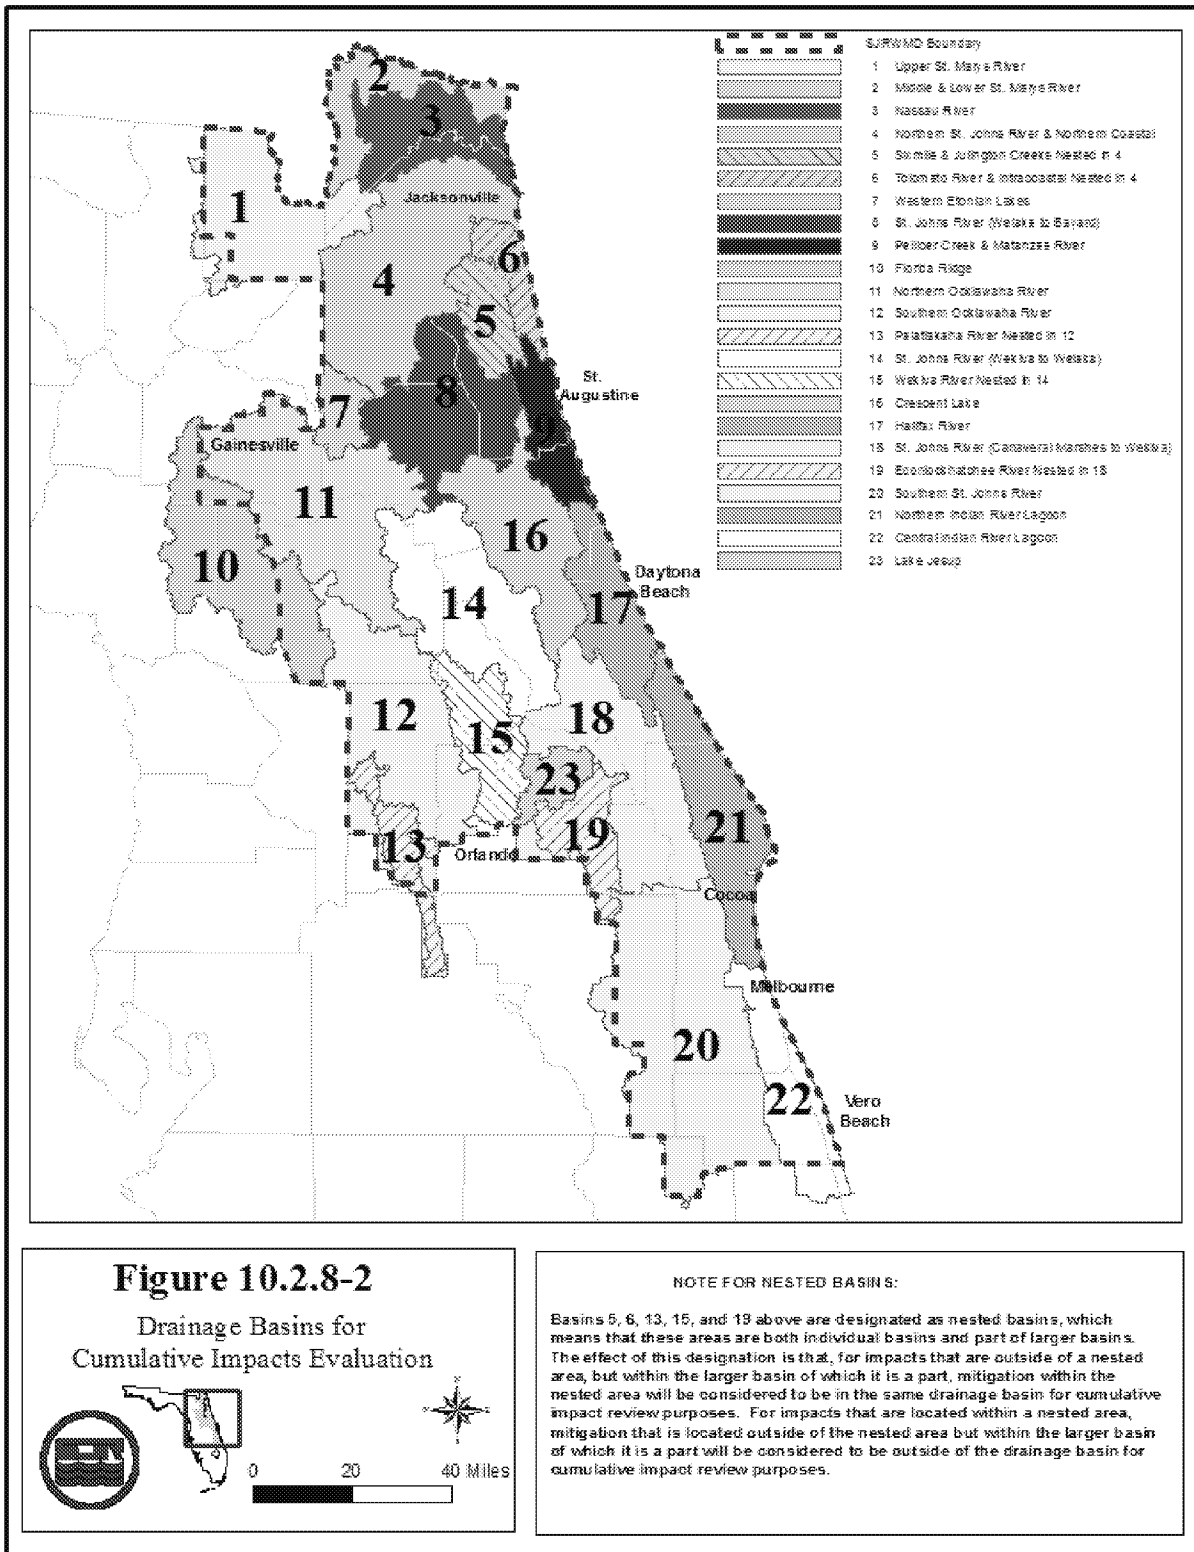 SJRWMD Boundary
1 Upper St. Marys River
2 Middle & Lower St. Marys River
3 Nassau River
4 Northern St. Johns River & Northern Coastal
5 Sixmile & Julington Creeks Nested in 4
6 Tolomato River & Intracoastal Nested in 4
7 Western Etonian Lakes
8 St. Johns River (Welaka to Bayard)
9 Pellicer Creek & Matanzas River
10 Florida Ridge
11 Northern Ocklawaha River
12 Southern Ocklawaha River
13 Palatlakaha River Nested in 12
14 St. Johns River (Wekiva to Welaka)
15 Wekiva River Nested in 14
16 Crescent Lake
17 Halifax River
18 St. Johns River (Canaveral Marshes to Wekiva)
19 Econlockhatchee River Nested in 18
20 Southern St. Johns River
21 Northern Indian River Lagoon
22 Central Indian River Lagoon
23 Lake Jesup
2
3
1
Jacksonville
6
4
5
St.
Augustine
8
7
9
Gainesville
11
16
10
Daytona
Beach
14
17
12
18
15
23
21
13
19
Orlando
Cocoa
Melbourne
20
22
Vero
Beach
Figure 10.2.8-2
Drainage Basins for
Cumulative Impacts Evaluation
0 20 40 Miles
NOTE FOR NESTED BASINS:
Basins 5, 6, 13, 15, and 19 above are designated as nested basins, which
means that these areas are both individual basins and part of larger basins.
The effect of this designation is that, for impacts that are outside of a nested
area, but within the larger basin of which it is a part, mitigation within the
nested area will be considered to be in the same drainage basin for cumulative
impact review purposes. For impacts that are located within a nested area,
mitigation that is located outside of the nested area but within the larger basin
of which it is a part will be considered to be outside of the drainage basin for
cumulative impact review purposes.